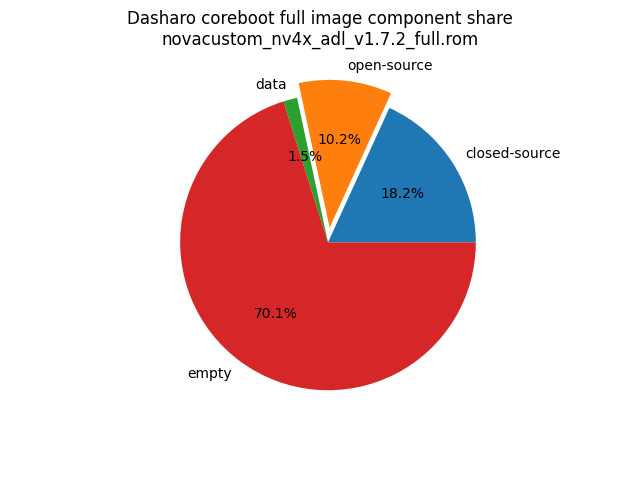 Dasharo coreboot full image component share
novacustom_nv4x_adl_v1.7.2_full.rom
open-source
data
10.2%
1.5%
closed-source
18.2%
70.1%
empty